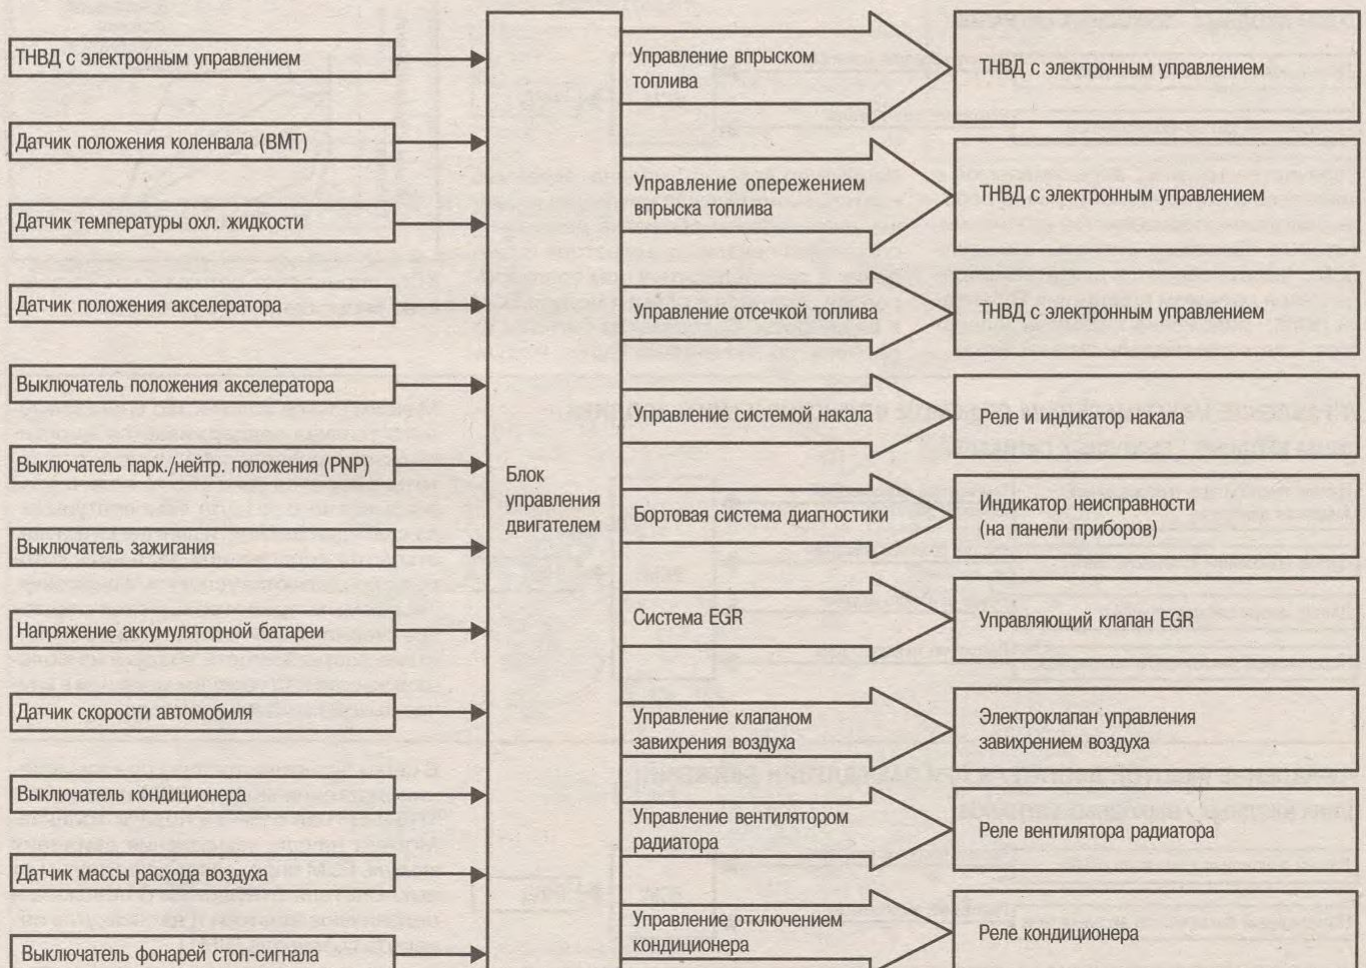 ТНВД с электронным управлением
Датчик положения коленвала (ВМТ)
Датчик температуры охл. жидкости
Датчик положения акселератора
Выключатель положения акселератора
Выключатель парк./нейтр. положения (PNP)
Выключатель зажигания
Напряжение аккумуляторной батареи
Датчик скорости автомобиля
Выключатель кондиционера
Датчик массы расхода воздуха
Выключатель фонарей стоп-сигнала
Блок
управления
двигателем
Управление впрыском
топлива
ТНВД с электронным управлением
Управление опережением
впрыска топлива
ТНВД с электронным управлением
Управление отсечкой топлива
ТНВД с электронным управлением
Управление системой накала
Реле и индикатор накала
Бортовая система диагностики
Индикатор неисправности
(на панели приборов)
Система EGR
Управляющий клапан EGR
Управление клапаном
завихрения воздуха
Электроклапан управления
завихрением воздуха
Управление вентилятором
радиатора
Реле вентилятора радиатора
Управление отключением
кондиционера
Реле кондиционера